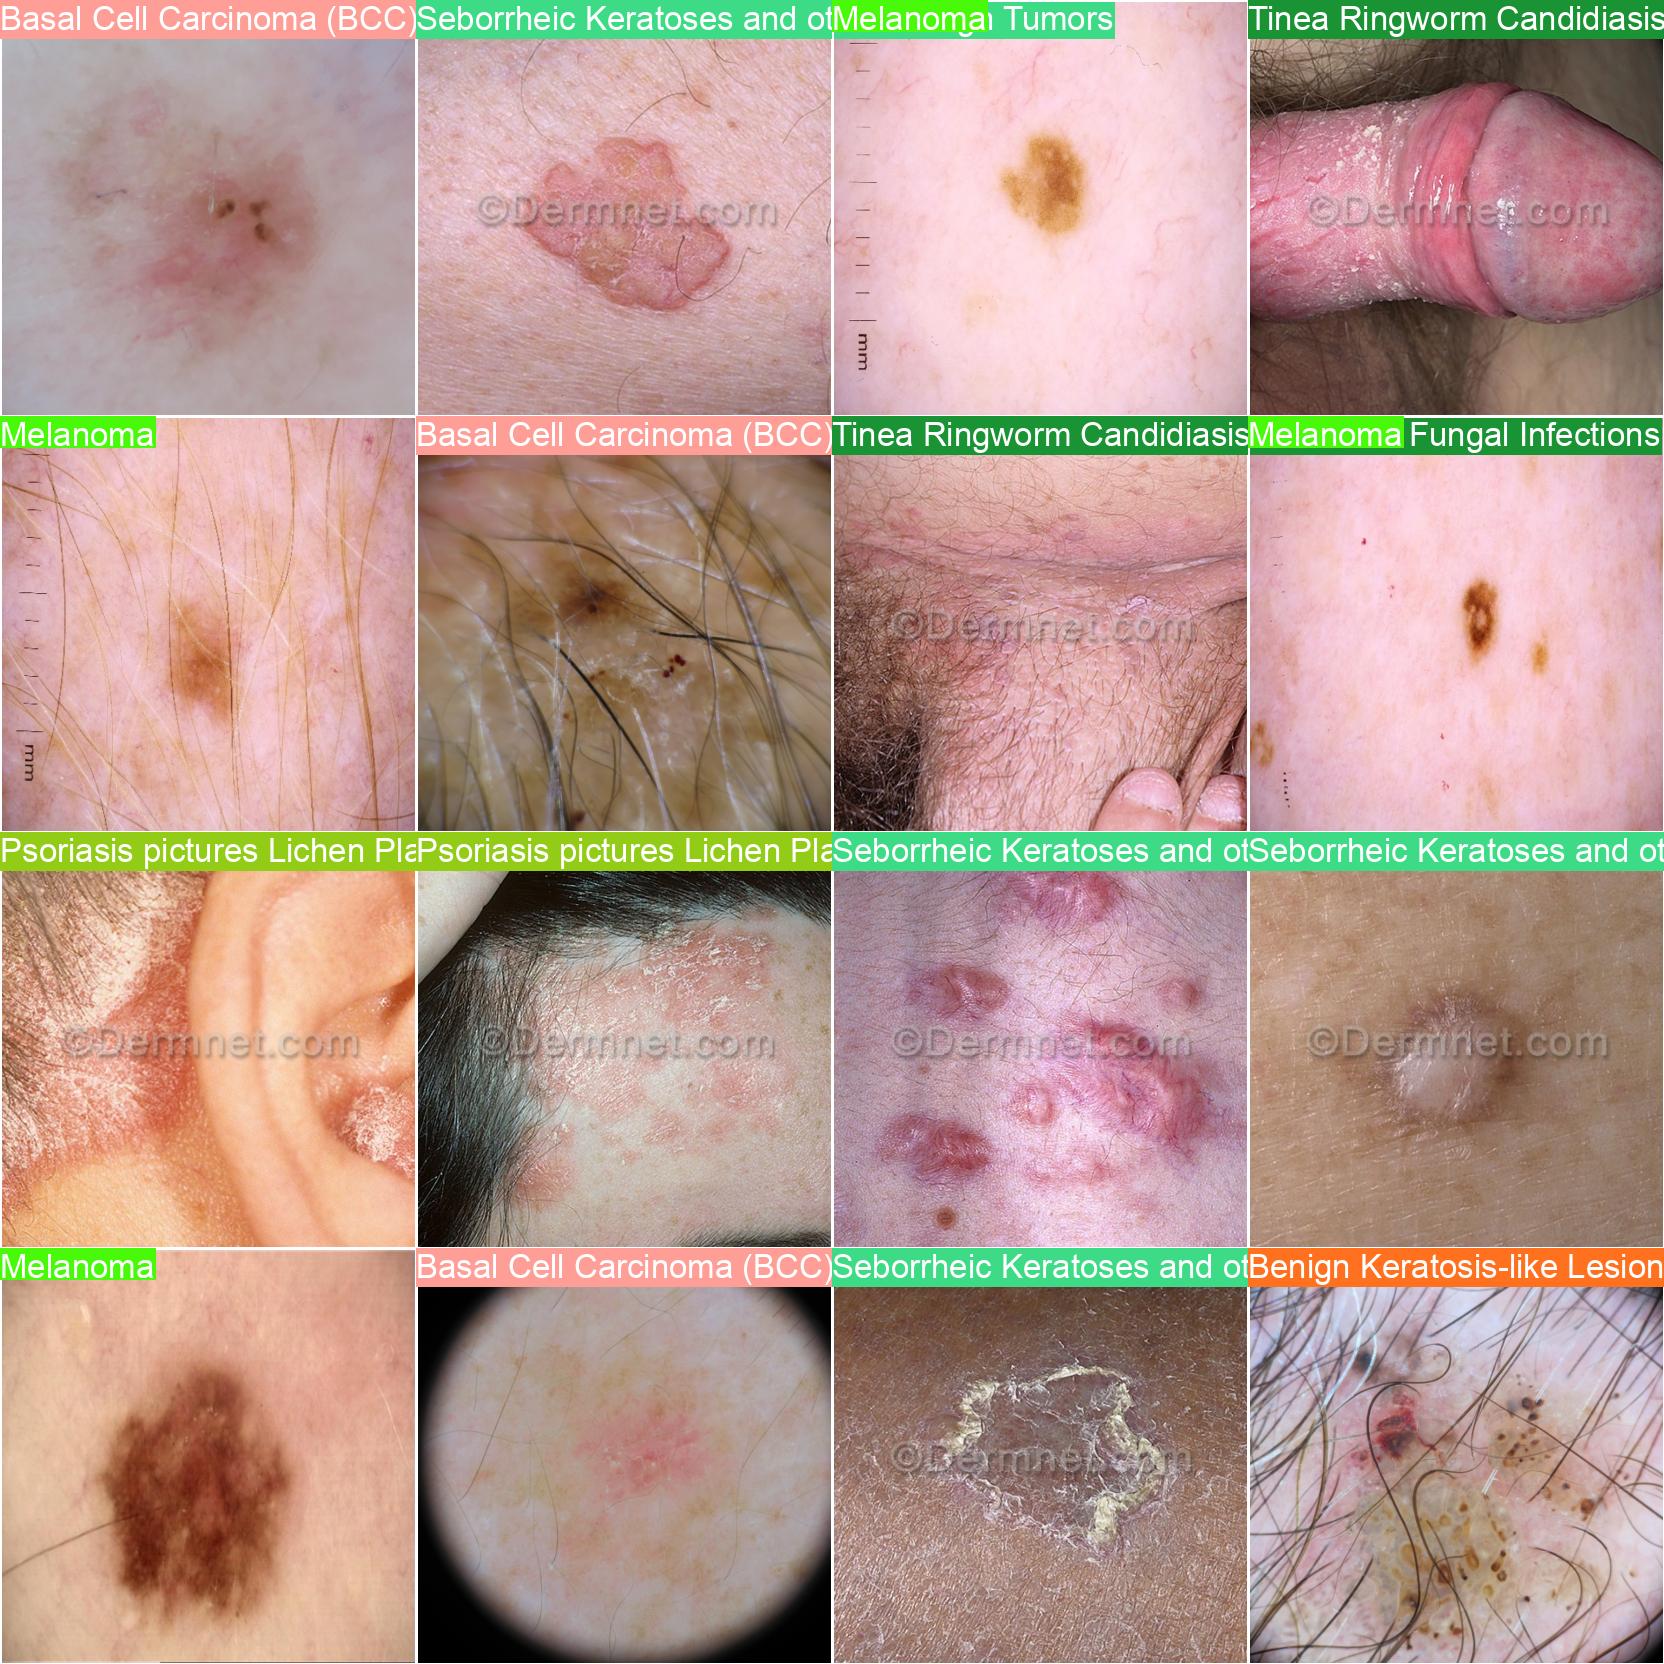 Basal Cell Carcinoma (BCC)
Seborrheic Keratoses and ot
Melanoma Tumors
Tinea Ringworm Candidiasis
©Dermnet.com
mm
©Dermnet.com
Melanoma
Basal Cell Carcinoma (BCC)
Tinea Ringworm Candidiasis
Melanoma Fungal Infections
mm
©Dermnet.com
Psoriasis pictures Lichen Pla
Psoriasis pictures Lichen Pla
Seborrheic Keratoses and ot
Seborrheic Keratoses and ot
©Dermnet.com
©Dermnet.com
©Dermnet.com
©Dermnet.com
Melanoma
Basal Cell Carcinoma (BCC)
Seborrheic Keratoses and ot
Benign Keratosis-like Lesion
©Dermnet.com